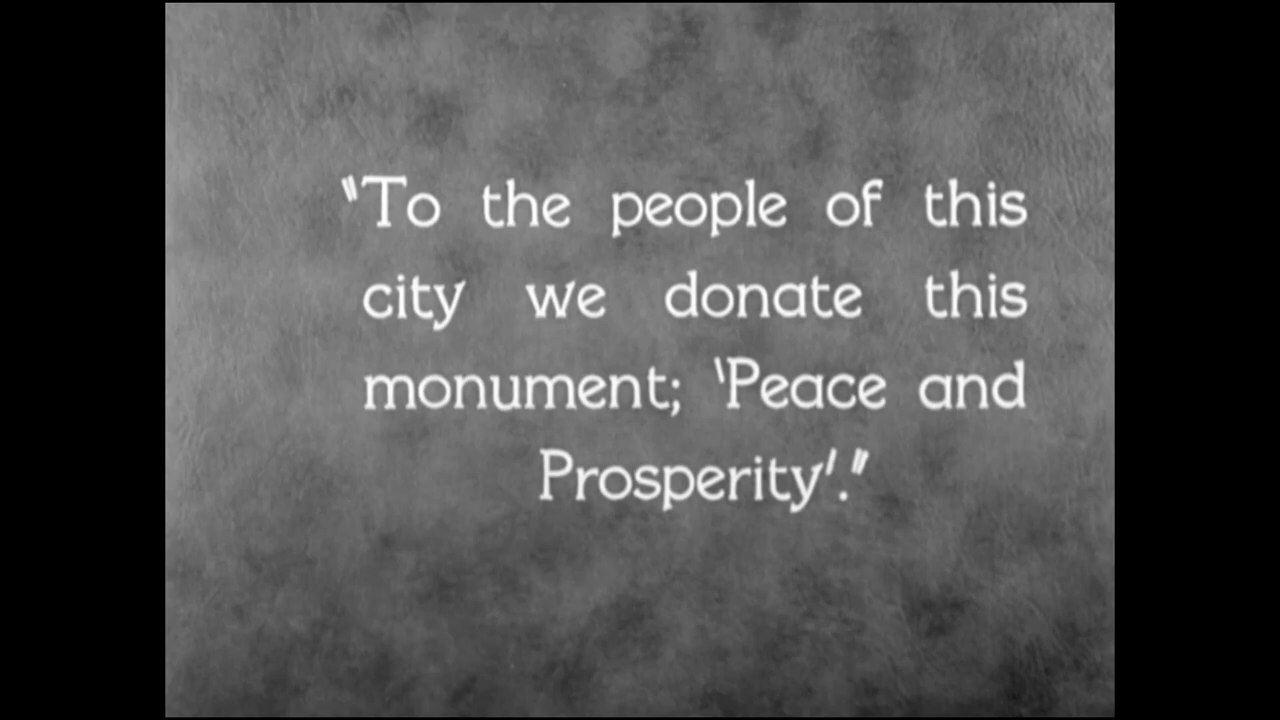 "To the people of this
city we donate this
monument; 'Peace and
Prosperity'."